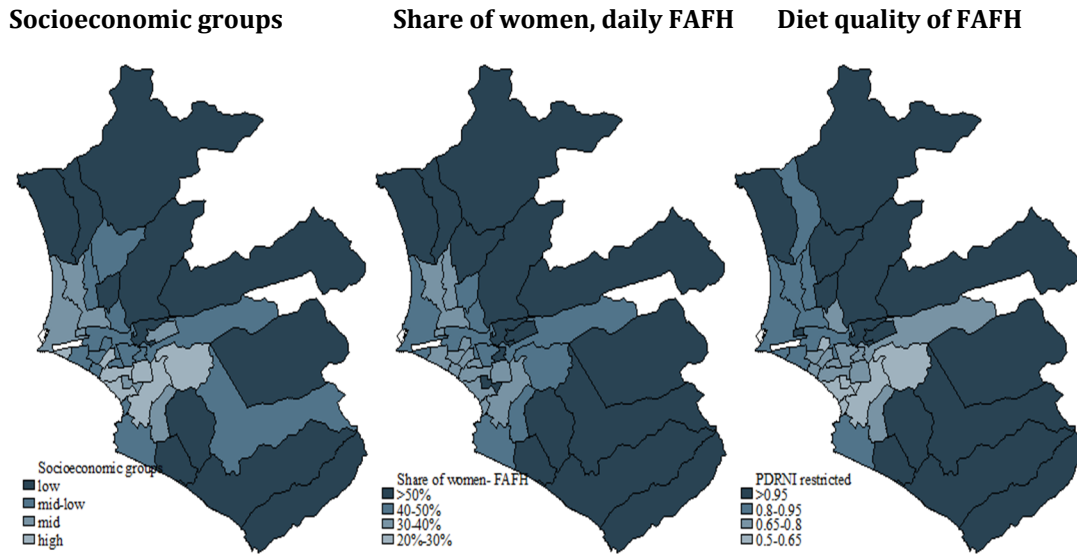 Socioeconomic groups
Share of women, daily FAFH
Diet quality of FAFH
Socioeconomic groups
low
mid-low
mid
high
Share of women- FAFH
>50%
40-50%
30-40%
20%-30%
PDRNI restricted
>0.95
0.8-0.95
0.65-0.8
0.5-0.65